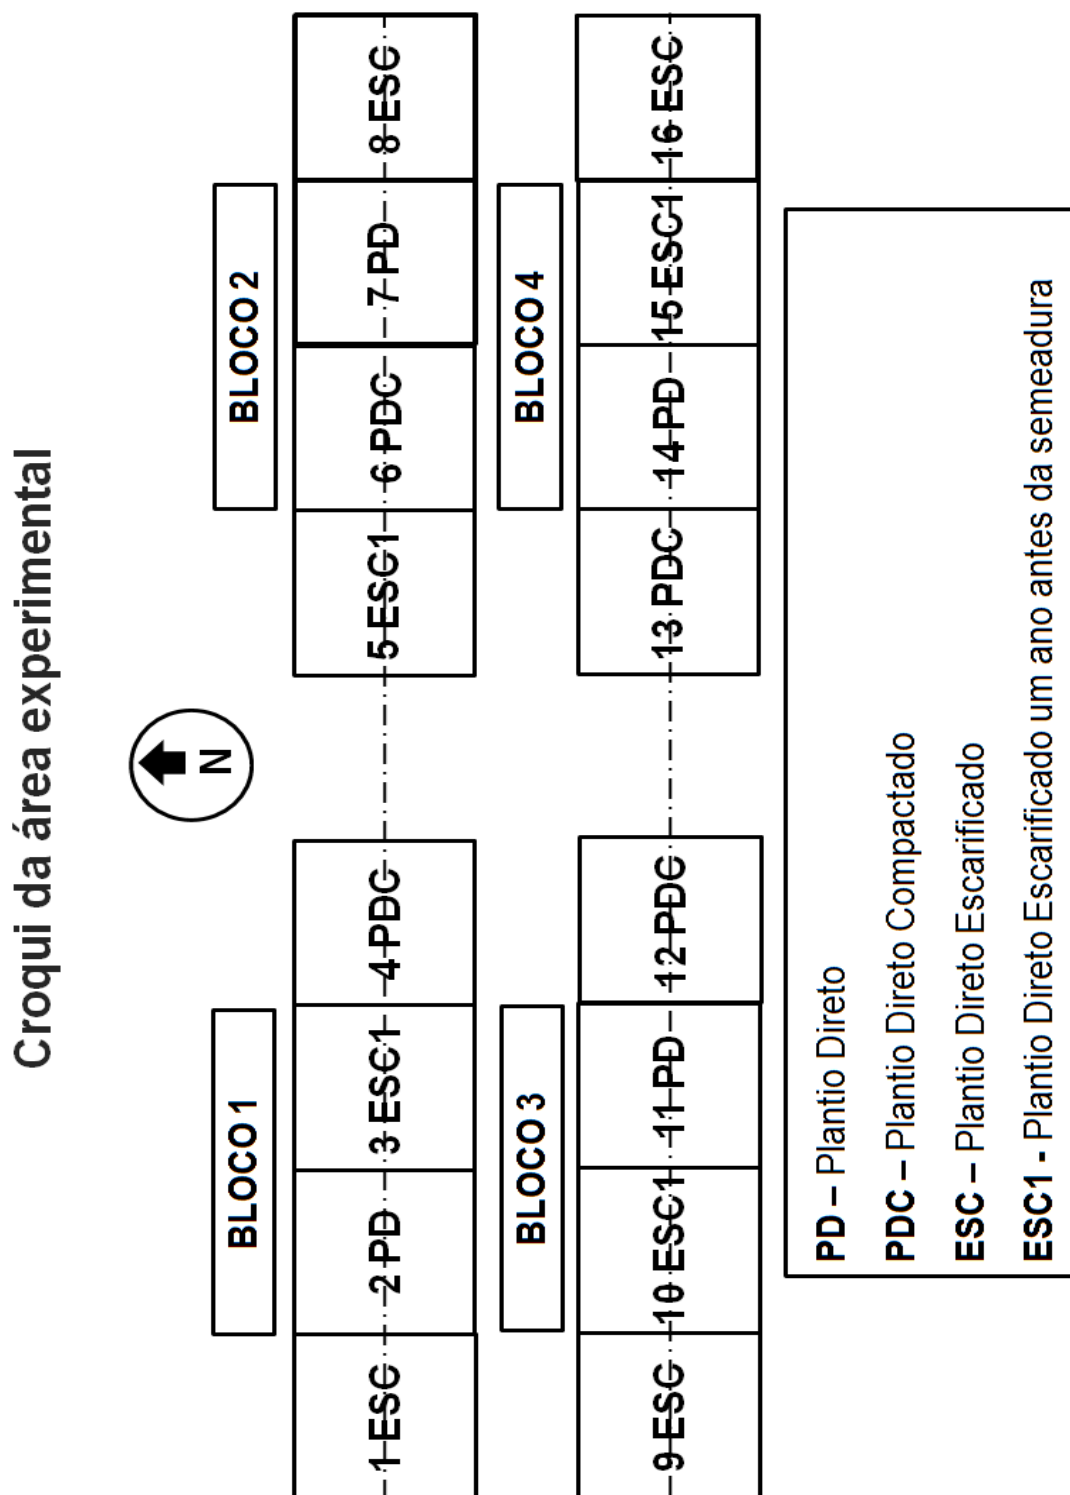 Croqui da área experimental
N
BLOCO 1
BLOCO 2
1 ESC
2 PD
3 ESC1
4 PDC
5 ESC1
6 PDC
7 PD
8 ESC
BLOCO 3
BLOCO 4
9 ESC
10 ESC1
11 PD
12 PDC
13 PDC
14 PD
15 ESC1
16 ESC
PD – Plantio Direto
PDC – Plantio Direto Compactado
ESC – Plantio Direto Escarificado
ESC1 - Plantio Direto Escarificado um ano antes da semeadura